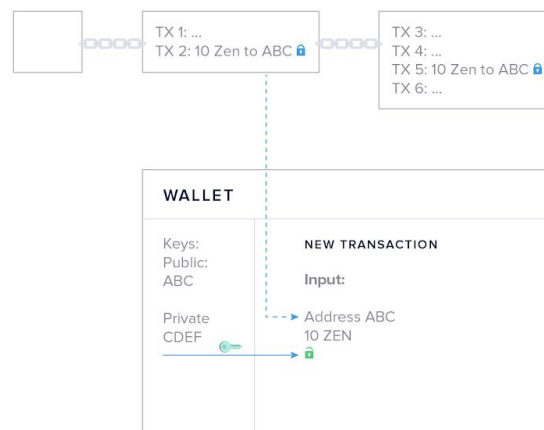 TX 1: ...
TX 2: 10 Zen to ABC
TX 3: ...
TX 4: ...
TX 5: 10 Zen to ABC
TX 6: ...
WALLET
Keys:
Public:
ABC
Private
CDEF
NEW TRANSACTION
Input:
Address ABC
10 ZEN